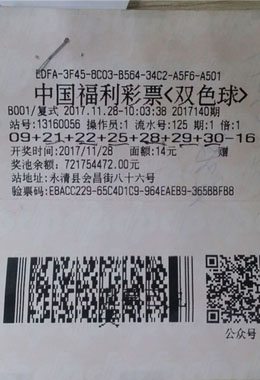 EDFA-3F45-8C03-B564-34C2-A5F6-A501
中国福利彩票<双色球>
B001/复式 2017.11.28-10:03:38 2017140期
站号:13160056 操作员:1 流水号:125 期:1 倍:1
09+21+22+25+28+29+30-16
开奖时间:2017/11/28 面额:14元 赠
奖池余额:721754472.00元
站地址:永清县会昌街八十六号
验票码:EBACC229-65C4D1C9-964EAEB9-365BBFB8
公众号